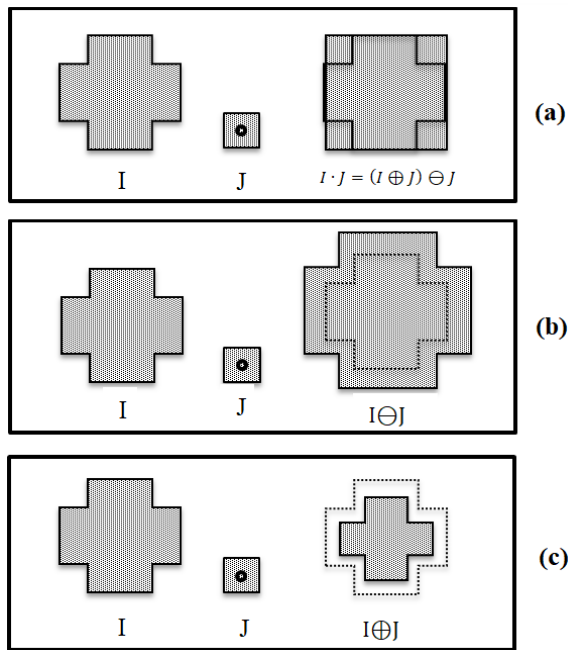 I J I · J = (I ⊕ J) ⊖ J
(a)
I J I⊖J
(b)
I J I⊕J
(c)